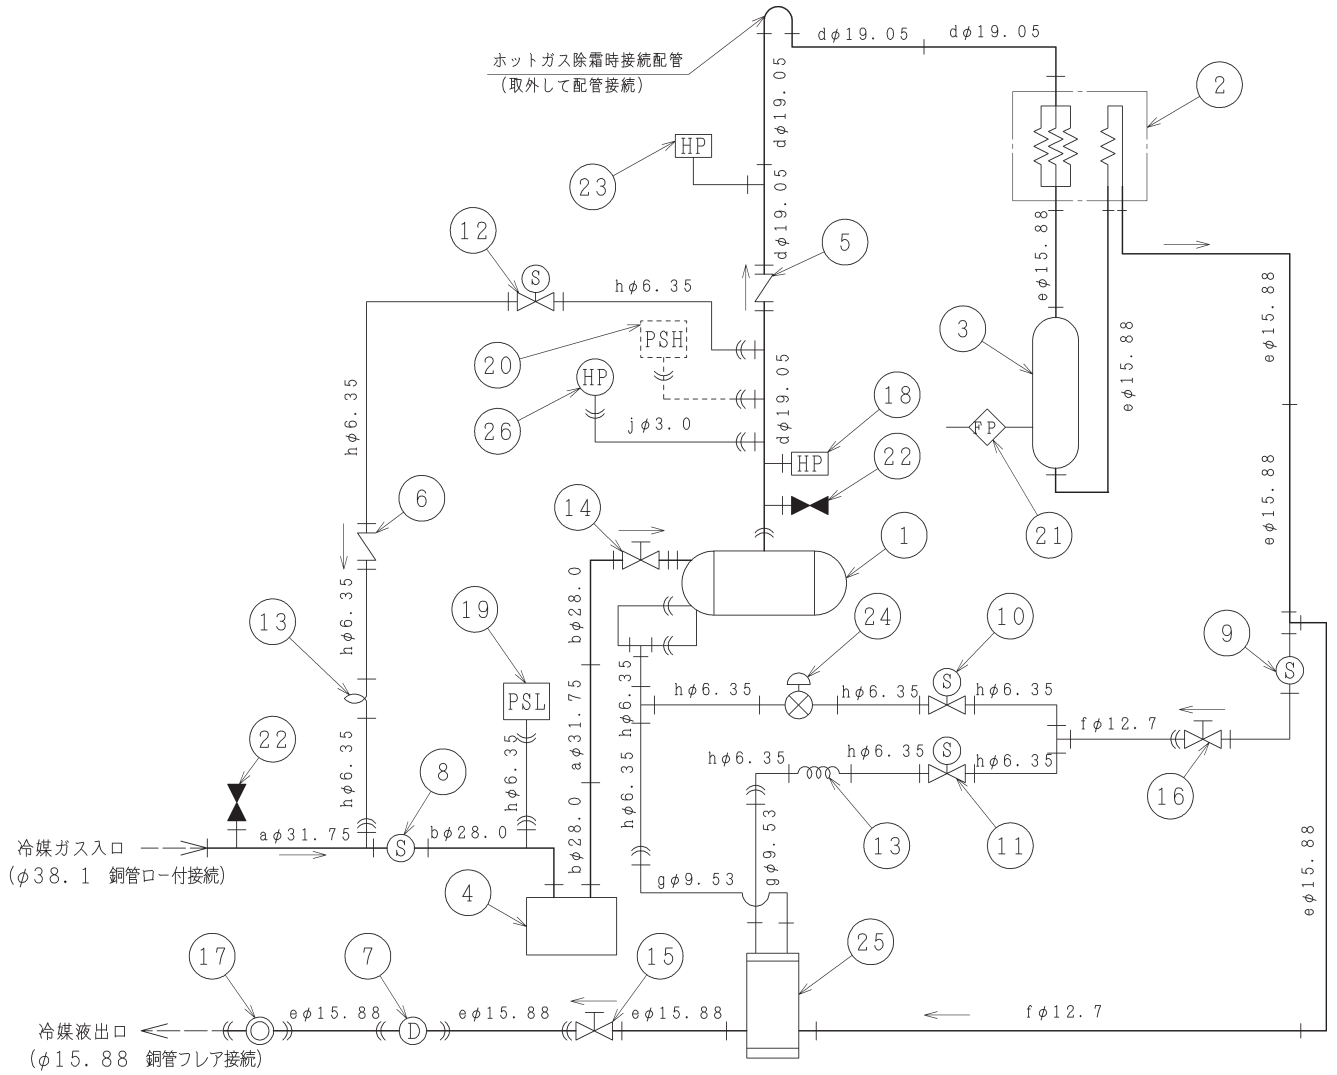 dφ19.05
dφ19.05
ホットガス除霜時接続配管
(取外して配管接続)
dφ19.05
2
HP
23
dφ19.05
12
5
S
hφ6.35
eφ15.88
eφ15.88
3
PSH
20
HP
26
jφ3.0
dφ19.05
eφ15.88
18
HP
22
FP
21
hφ6.35
eφ15.88
6
14
1
19
bφ28.0
hφ6.35
13
24
10
9
S
S
PSL
hφ6.35
hφ6.35
hφ6.35
hφ6.35
aφ31.75
fφ12.7
22
8
hφ6.35
hφ6.35
hφ6.35
hφ6.35
hφ6.35
S
hφ6.35
16
13
11
冷媒ガス入口
aφ31.75
S
bφ28.0
bφ28.0
gφ9.53
(φ38.1 銅管ロー付接続)
4
gφ9.53
eφ15.88
17
7
15
25
冷媒液出口
eφ15.88
D
eφ15.88
eφ15.88
fφ12.7
(φ15.88 銅管フレア接続)